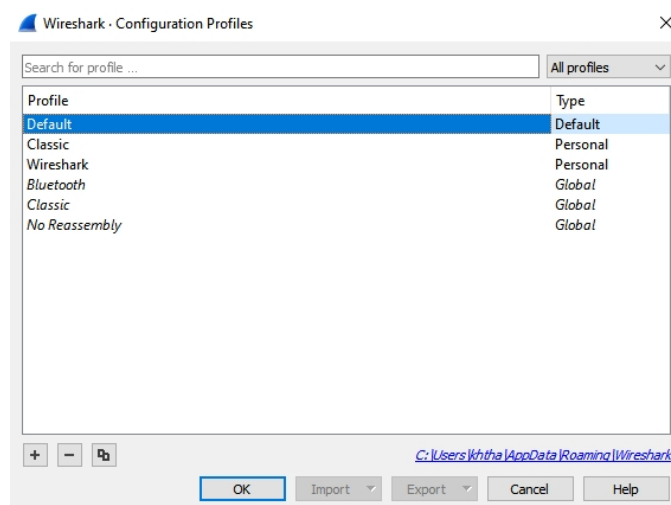 Wireshark · Configuration Profiles
Search for profile ... All profiles
Profile Type
Default Default
Classic Personal
Wireshark Personal
Bluetooth Global
Classic Global
No Reassembly Global
C:\Users\khtha\AppData\Roaming\Wireshark
OK Import Export Cancel Help